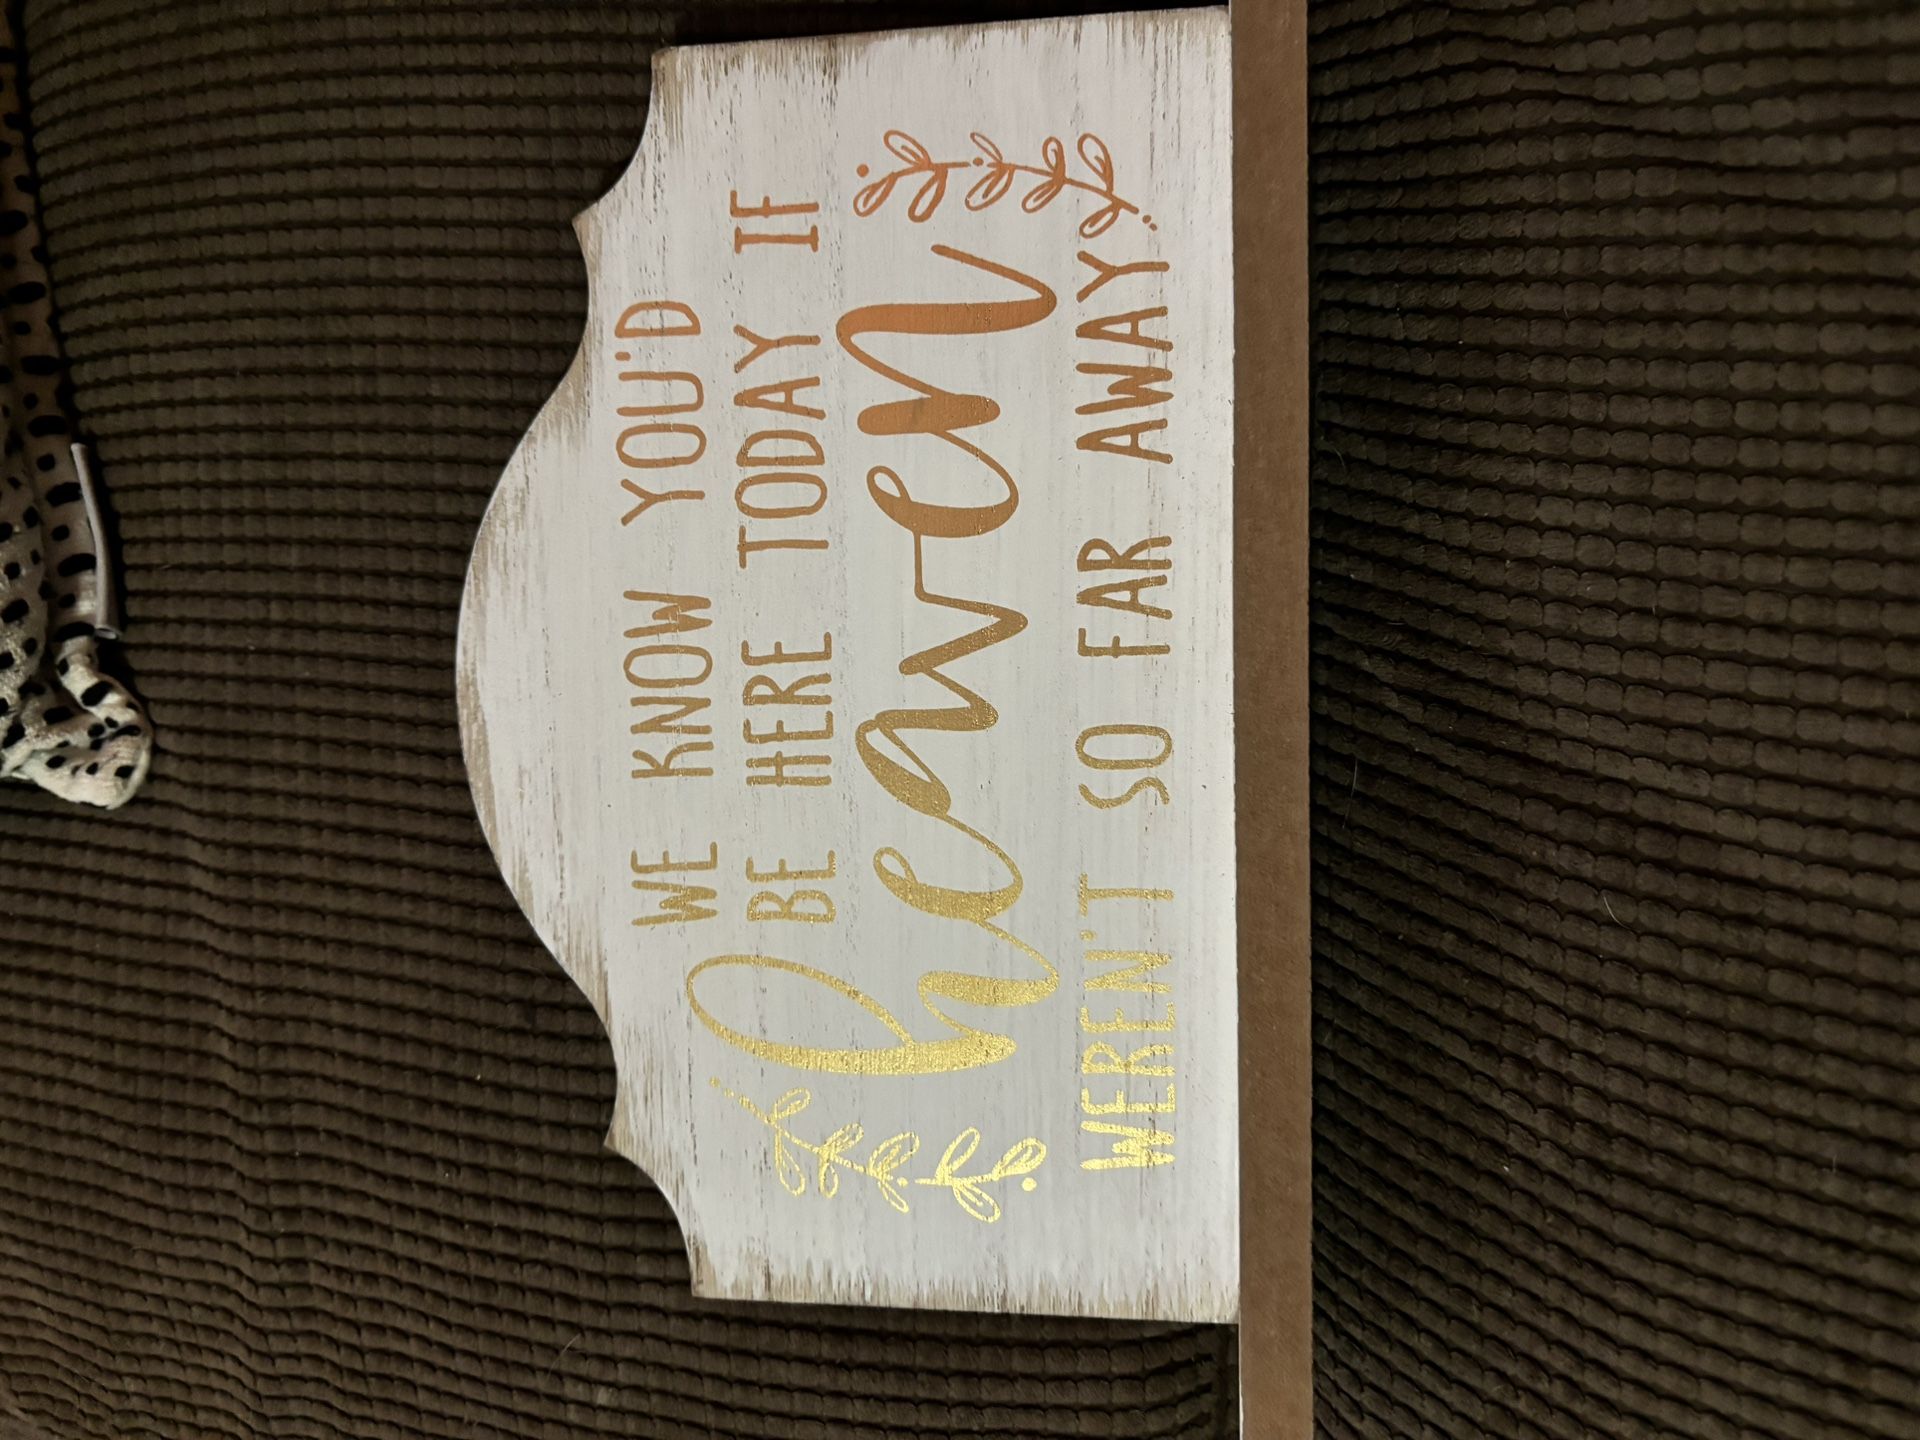 WE KNOW YOU'D
BE HERE TODAY IF
heaven
WEREN'T SO FAR AWAY.